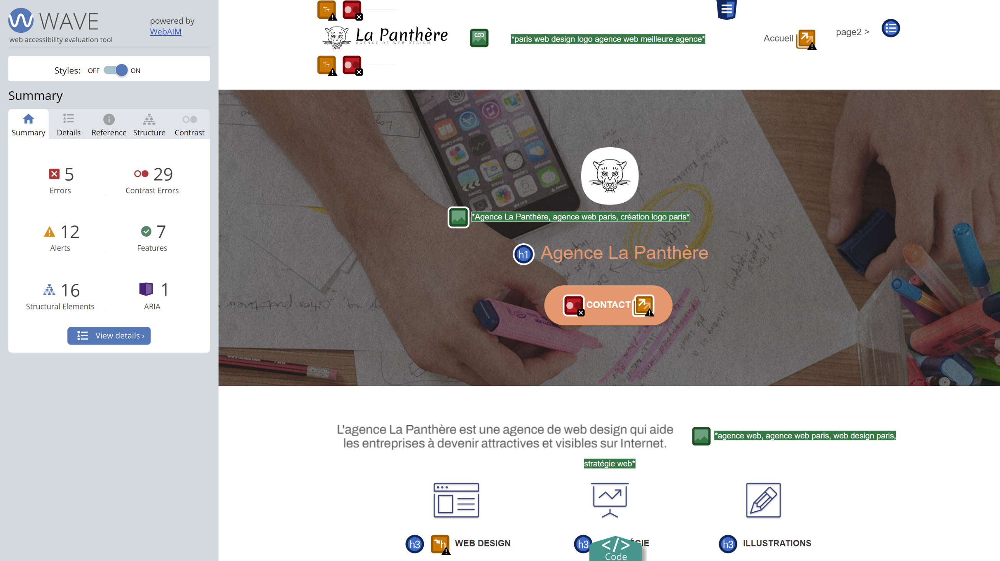 WAVE
powered by
WebAIM
web accessibility evaluation tool
Styles: OFF ON
Summary
Summary Details Reference Structure Contrast
5
Errors
29
Contrast Errors
12
Alerts
7
Features
16
Structural Elements
1
ARIA
View details ›
La Panthère
AGENCE DE WEB DESIGN
*paris web design logo agence web meilleure agence*
Accueil
page2 >
*Agence La Panthère, agence web paris, création logo paris*
h1 Agence La Panthère
CONTACT
L'agence La Panthère est une agence de web design qui aide
les entreprises à devenir attractives et visibles sur Internet.
*agence web, agence web paris, web design paris,
stratégie web*
h3 h WEB DESIGN
h3 ÉGIE
h3 ILLUSTRATIONS
</> Code